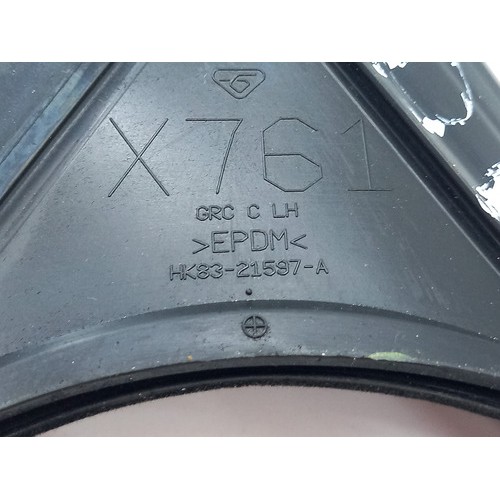 X761
GRC C LH
>EPDM<
HK83-21597-A